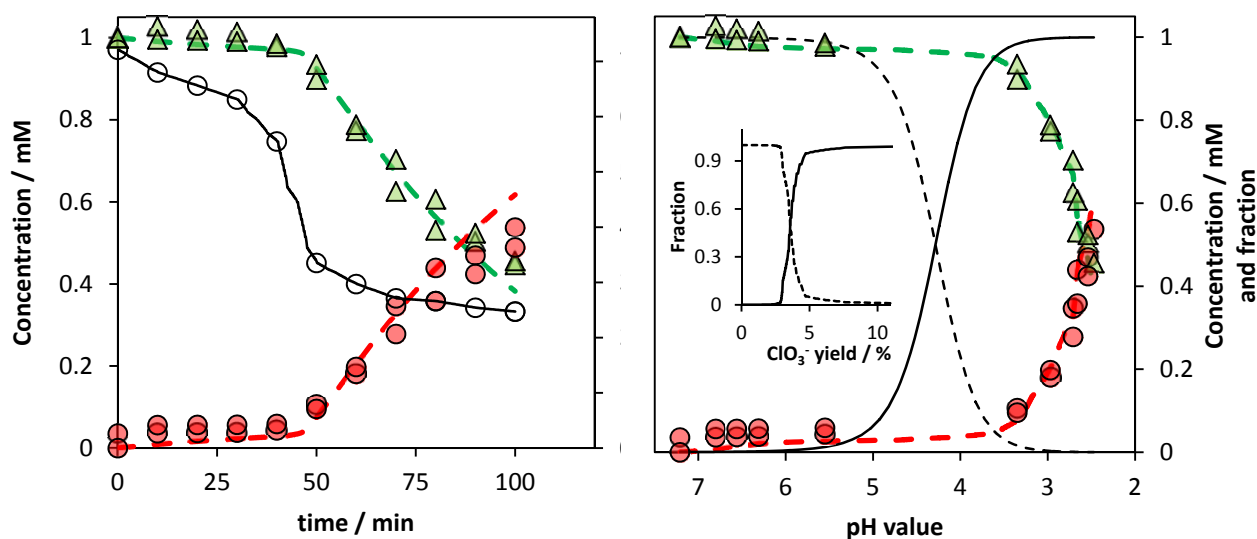 1
0.8
0.6
0.4
0.2
0
Concentration / mM
0 25 50 75 100
time / min
0.9
0.6
0.3
0
Fraction
0 5 10
ClO₃⁻ yield / %
1
0.8
0.6
0.4
0.2
0
Concentration / mM
and fraction
7 6 5 4 3 2
pH value